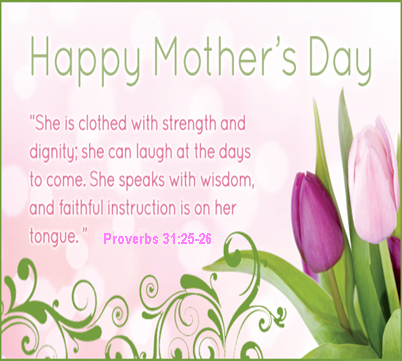 Happy Mother's Day
"She is clothed with strength and
dignity; she can laugh at the days
to come. She speaks with wisdom,
and faithful instruction is on her
tongue. " Proverbs 31:25-26